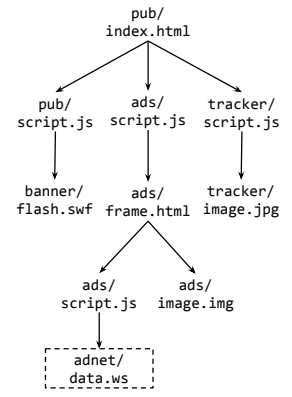 pub/
index.html
pub/
script.js
ads/
script.js
tracker/
script.js
banner/
flash.swf
ads/
frame.html
tracker/
image.jpg
ads/
script.js
ads/
image.img
adnet/
data.ws